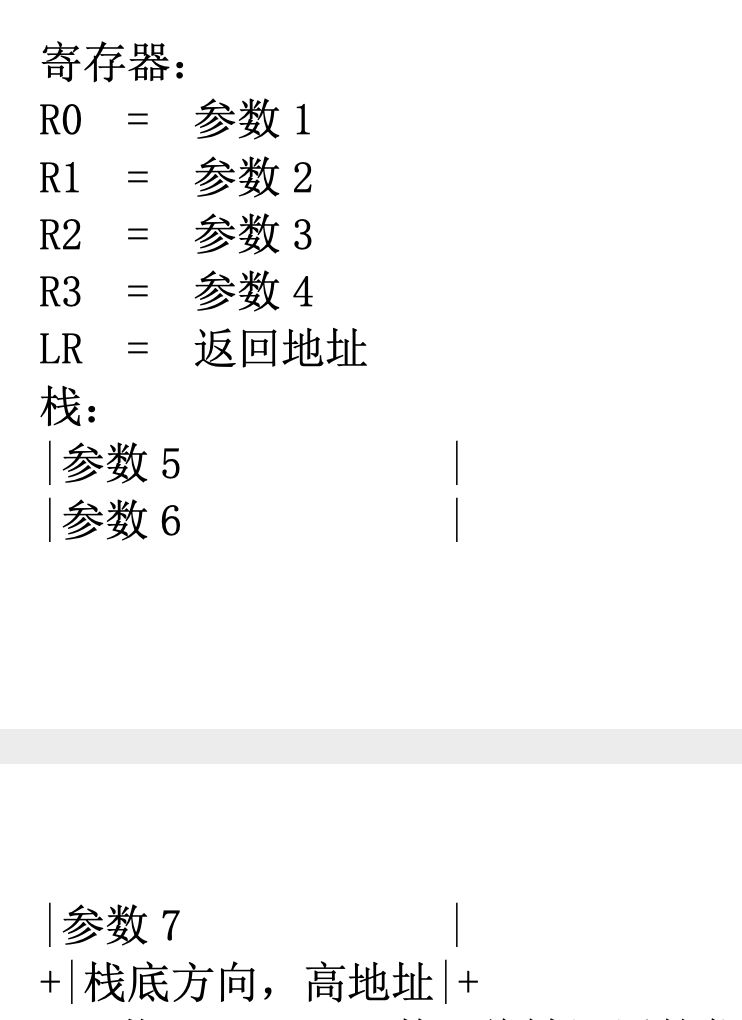 寄存器：
R0 = 参数 1
R1 = 参数 2
R2 = 参数 3
R3 = 参数 4
LR = 返回地址
栈：
|参数 5 |
|参数 6 |
|参数 7 |
+|栈底方向，高地址|+